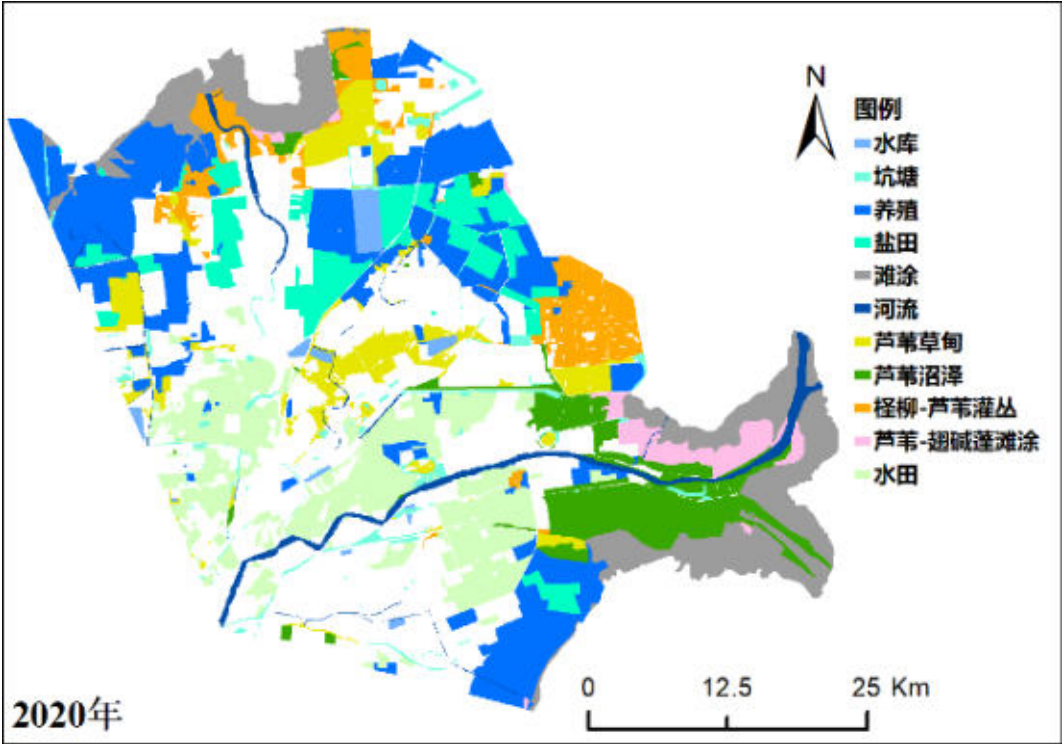 N
图例
水库
坑塘
养殖
盐田
滩涂
河流
芦苇草甸
芦苇沼泽
柽柳-芦苇灌丛
芦苇-翅碱蓬滩涂
水田
0 12.5 25 Km
2020年